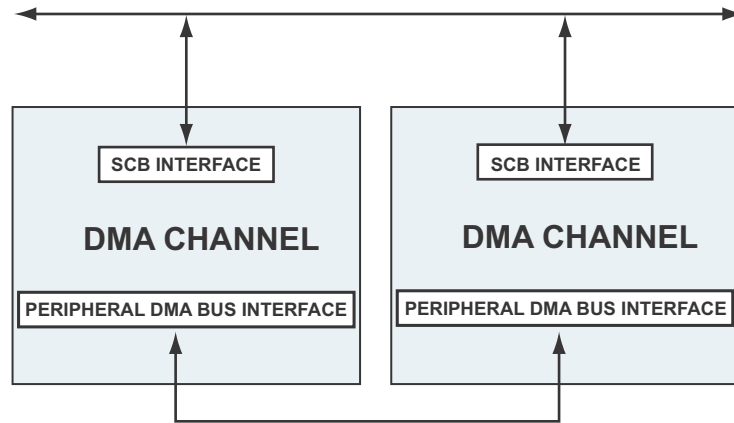 SCB INTERFACE
DMA CHANNEL
PERIPHERAL DMA BUS INTERFACE
SCB INTERFACE
DMA CHANNEL
PERIPHERAL DMA BUS INTERFACE